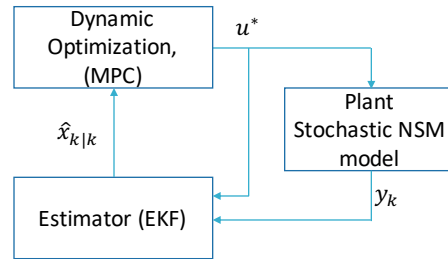 Dynamic
Optimization,
(MPC)
u*
Plant
Stochastic NSM
model
x̂ₖ|ₖ
yₖ
Estimator (EKF)